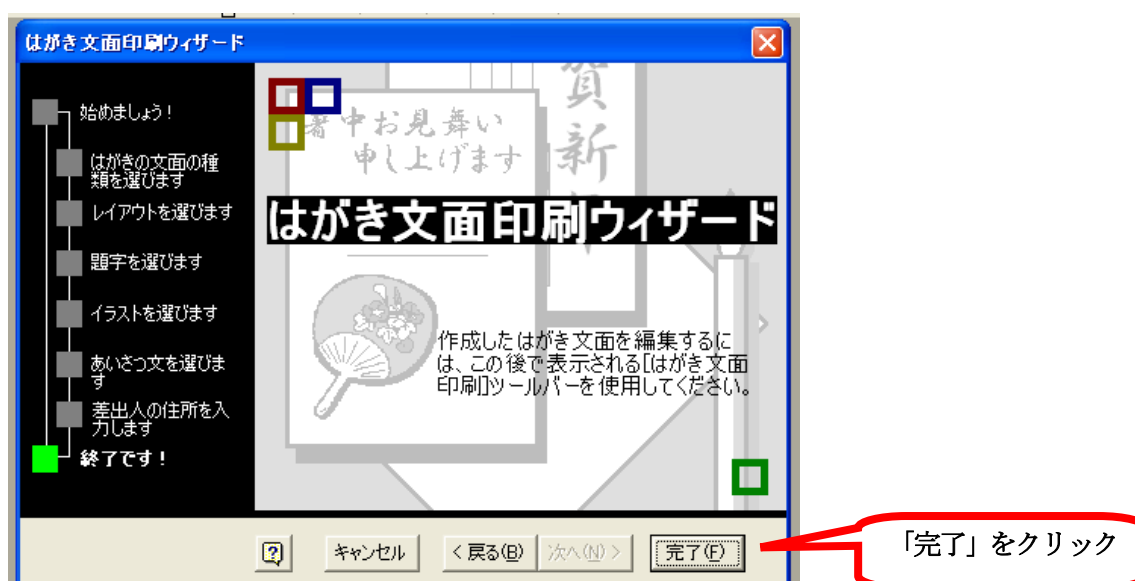 はがき文面印刷ウィザード
始めましょう!
はがきの文面の種
類を選びます
レイアウトを選びます
題字を選びます
イラストを選びます
あいさつ文を選びま
す
差出人の住所を入
力します
終了です!
賀
新
暑中お見舞い
申し上げます
はがき文面印刷ウィザード
作成したはがき文面を編集するに
は、この後で表示される[はがき文面
印刷]ツールバーを使用してください。
?
キャンセル
< 戻る(B)
次へ(N) >
完了(F)
「完了」をクリック